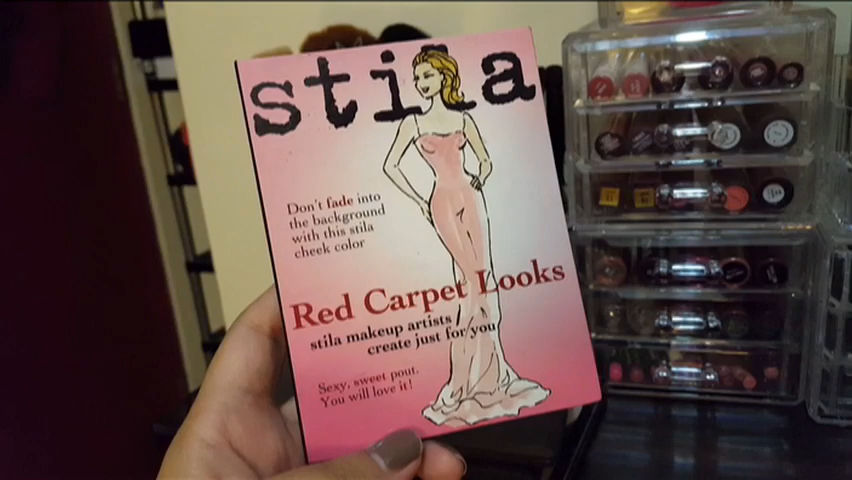 stila
Don't fade into
the background
with this stila
cheek color
Red Carpet Looks
stila makeup artists
create just for you
Sexy, sweet pout.
You will love it!